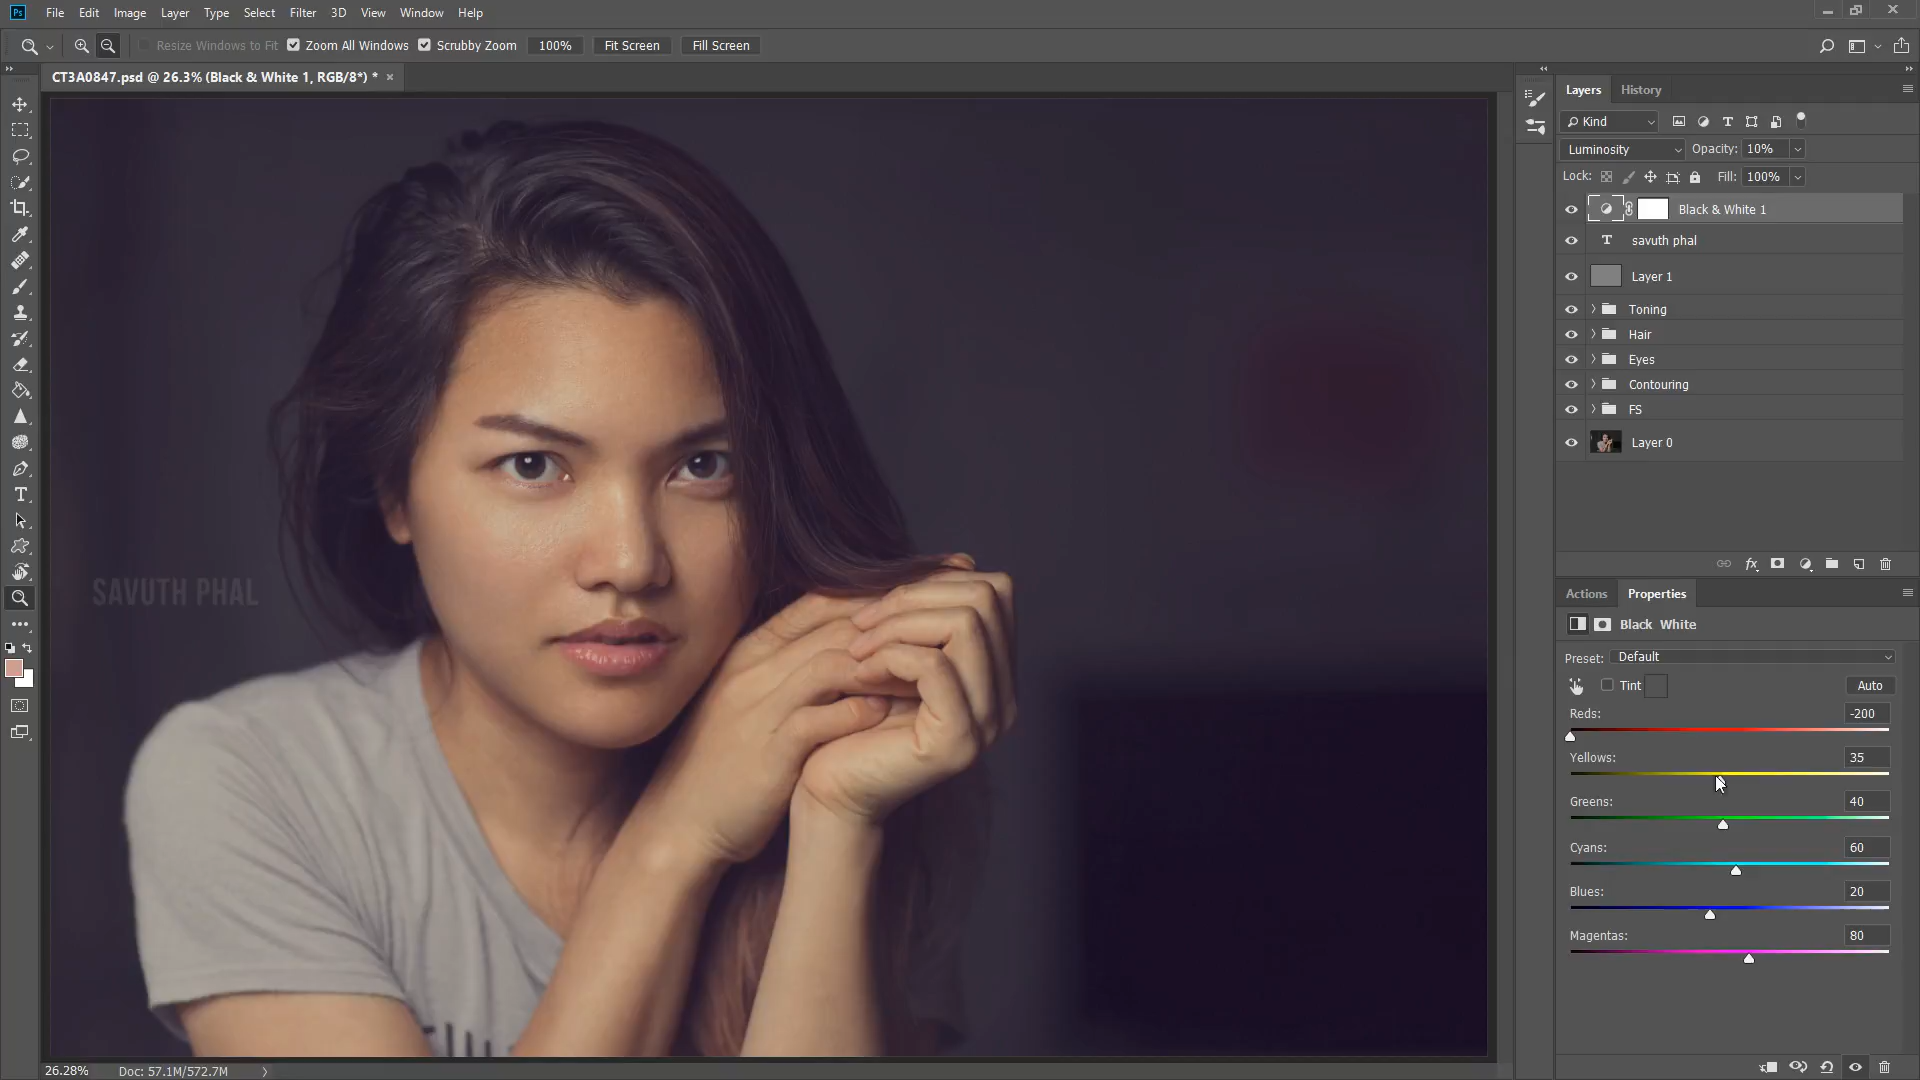 Ps File Edit Image Layer Type Select Filter 3D View Window Help
Resize Windows to Fit Zoom All Windows Scrubby Zoom 100% Fit Screen Fill Screen
CT3A0847.psd @ 26.3% (Black & White 1, RGB/8*) * ×
Layers History
Kind
Luminosity Opacity: 10%
Lock: Fill: 100%
Black & White 1
savuth phal
Layer 1
Toning
Hair
Eyes
Contouring
FS
Layer 0
SAVUTH PHAL
Actions Properties
Black White
Preset: Default
Tint Auto
Reds: -200
Yellows: 35
Greens: 40
Cyans: 60
Blues: 20
Magentas: 80
26.28% Doc: 57.1M/572.7M